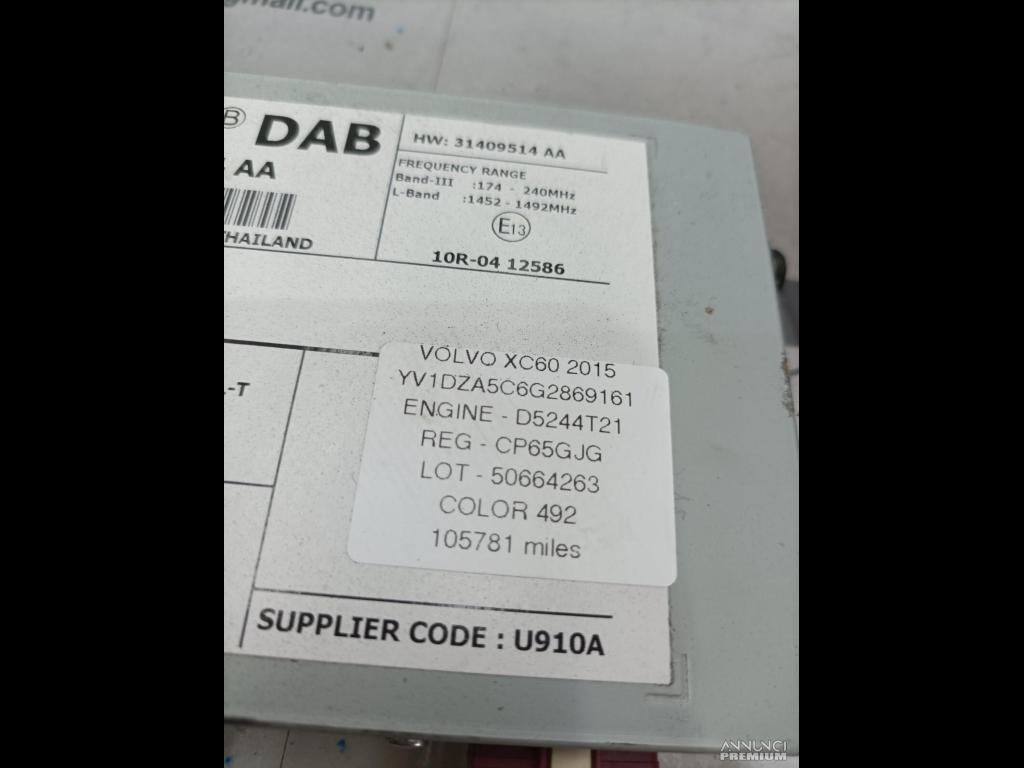 gmail.com
® DAB
HW: 31409514 AA
AA
FREQUENCY RANGE
Band-III :174 - 240MHz
L-Band :1452 - 1492MHz
E13
THAILAND
10R-04 12586
-T
VOLVO XC60 2015
YV1DZA5C6G2869161
ENGINE - D5244T21
REG - CP65GJG
LOT - 50664263
COLOR 492
105781 miles
SUPPLIER CODE : U910A
ANNUNCI
PREMIUM